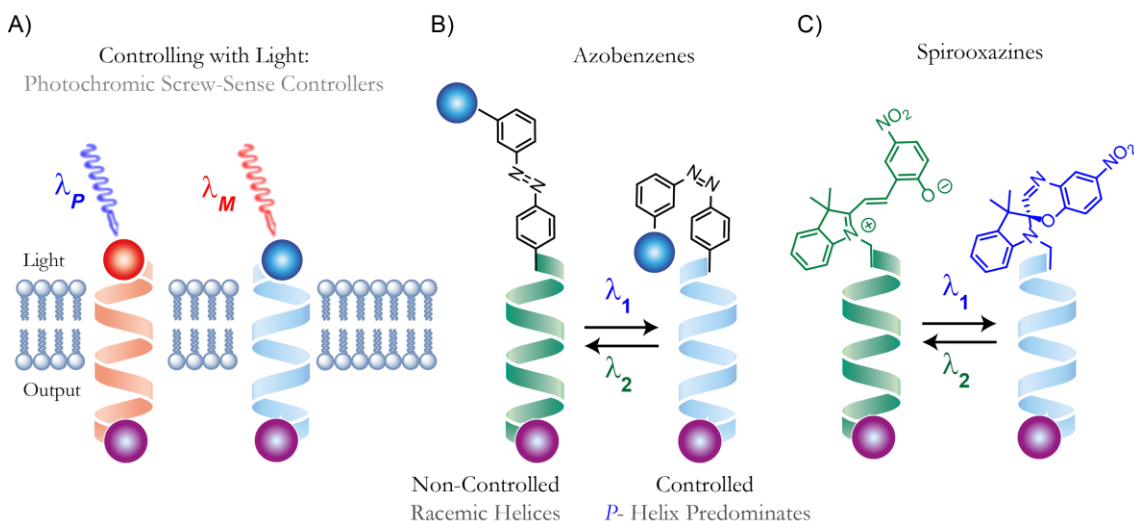 A)
Controlling with Light:
Photochromic Screw-Sense Controllers
λP
λM
Light
Output
B)
Azobenzenes
N=N
N=N
λ1
λ2
Non-Controlled
Racemic Helices
Controlled
P- Helix Predominates
C)
Spirooxazines
NO2
O
⊖
⊕
N
NO2
N
O
N
λ1
λ2